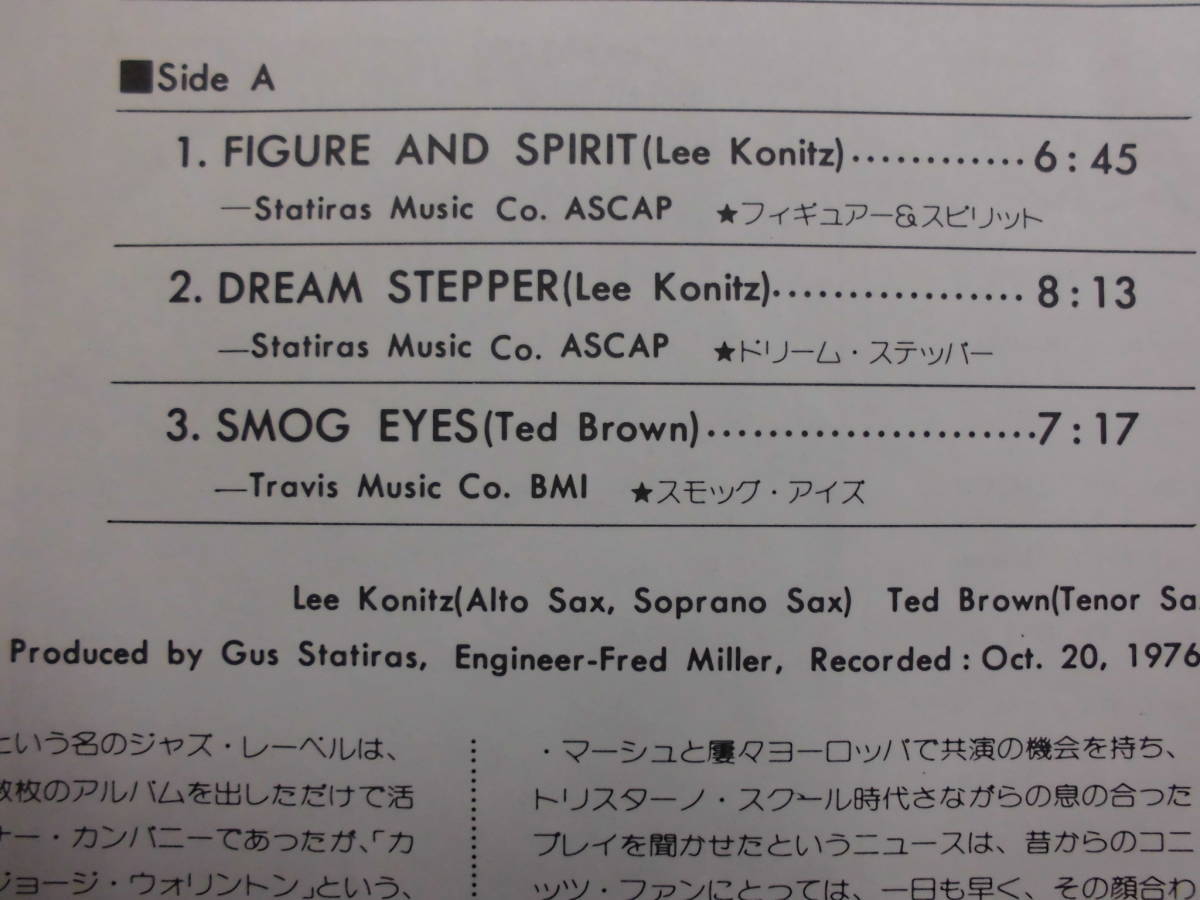 ■Side A
1. FIGURE AND SPIRIT(Lee Konitz)············· 6:45
—Statiras Music Co. ASCAP ★フィギュアー&スピリット
2. DREAM STEPPER(Lee Konitz)·················· 8:13
—Statiras Music Co. ASCAP ★ドリーム・ステッパー
3. SMOG EYES(Ted Brown)························7:17
—Travis Music Co. BMI ★スモッグ・アイズ
Lee Konitz(Alto Sax, Soprano Sax) Ted Brown(Tenor Sa
Produced by Gus Statiras, Engineer-Fred Miller, Recorded: Oct. 20, 1976
という名のジャズ・レーベルは、
数枚のアルバムを出しただけで活
ナー・カンパニーであったが、「カ
ジョージ・ウォリントン」という、
・マーシュと屢々ヨーロッパで共演の機会を持ち、
トリスターノ・スクール時代さながらの息の合った
プレイを聞かせたというニュースは、昔からのコニ
ッツ・ファンにとっては、一日も早く、その顔合わ